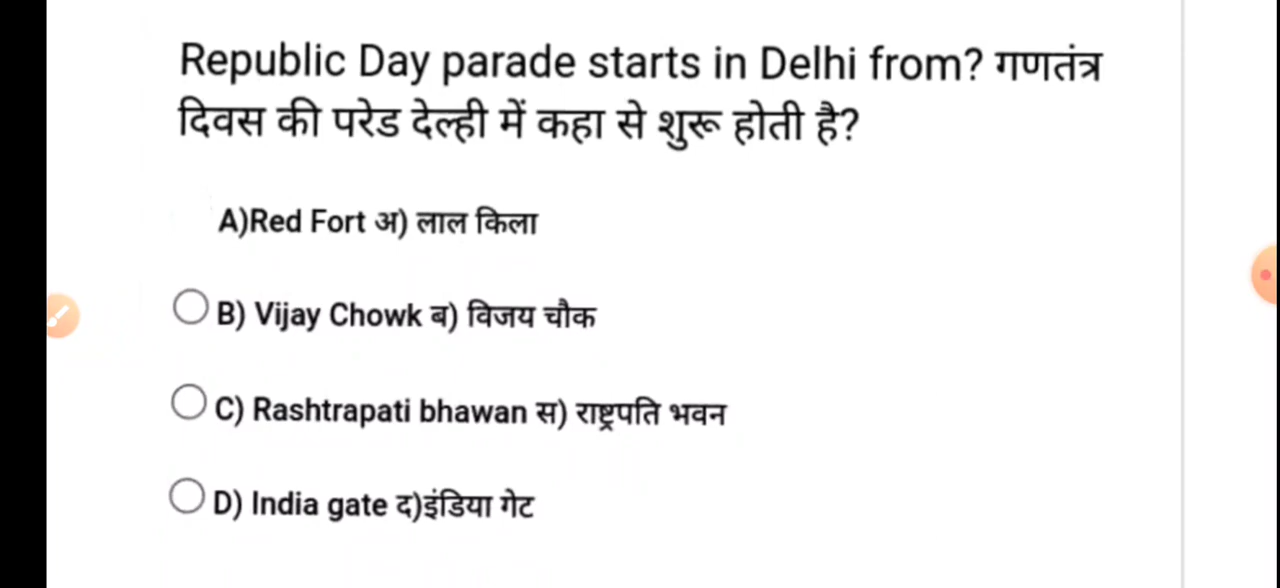 Republic Day parade starts in Delhi from? गणतंत्र
दिवस की परेड देल्ही में कहा से शुरू होती है?
A)Red Fort अ) लाल किला
B) Vijay Chowk ब) विजय चौक
C) Rashtrapati bhawan स) राष्ट्रपति भवन
D) India gate द)इंडिया गेट